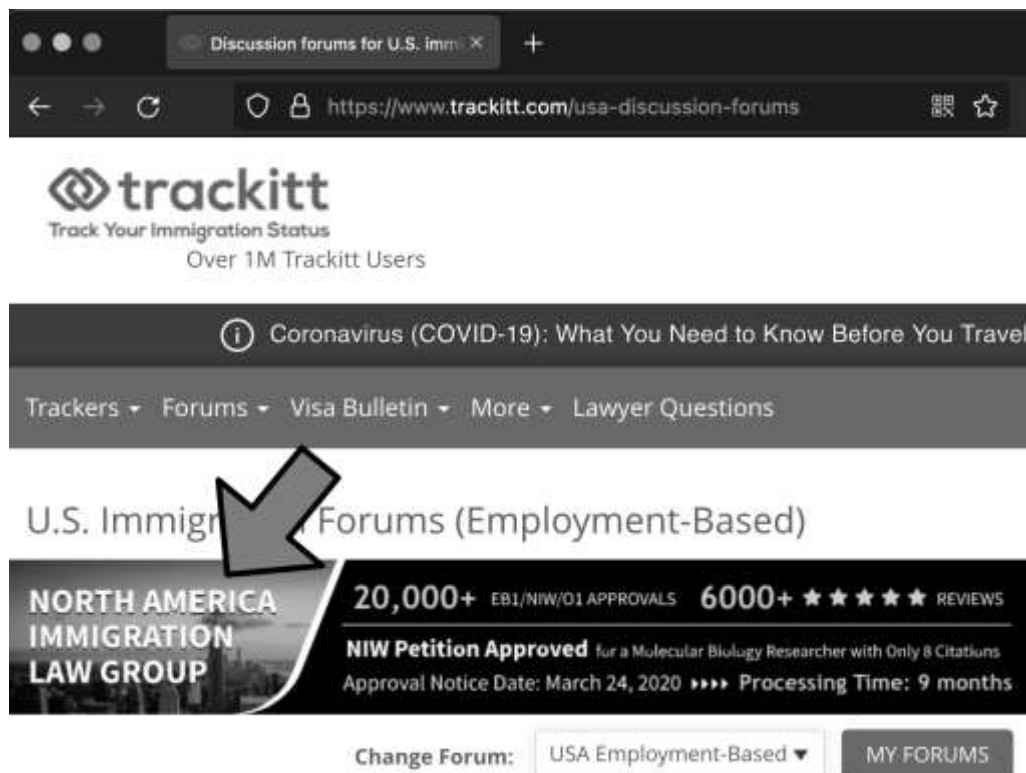 Discussion forums for U.S. imm
https://www.trackitt.com/usa-discussion-forums
trackitt
Track Your Immigration Status
Over 1M Trackitt Users
Coronavirus (COVID-19): What You Need to Know Before You Travel
Trackers Forums Visa Bulletin More Lawyer Questions
U.S. Immigr Forums (Employment-Based)
NORTH AMERICA
IMMIGRATION
LAW GROUP
20,000+ EB1/NIW/O1 APPROVALS 6000+ ★★★★★ REVIEWS
NIW Petition Approved for a Molecular Biology Researcher with Only 8 Citations
Approval Notice Date: March 24, 2020 Processing Time: 9 months
Change Forum: USA Employment-Based MY FORUMS